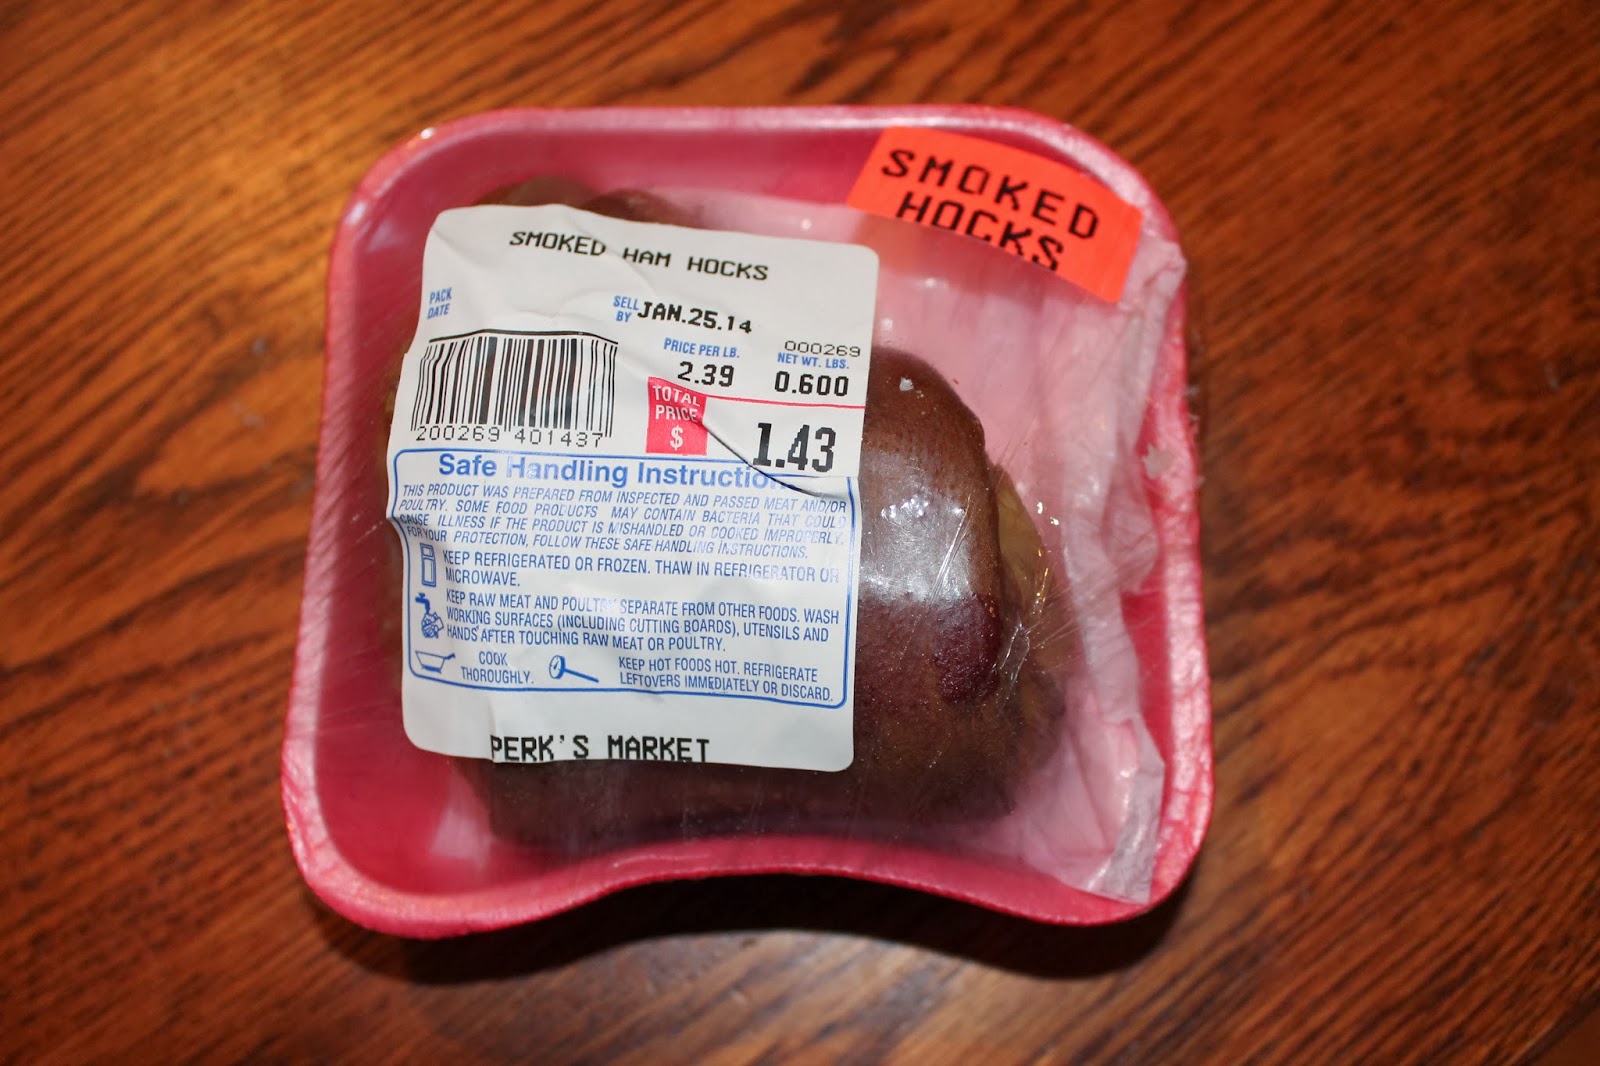 SMOKED
HOCKS
SMOKED HAM HOCKS
PACK
DATE
SELL
BY JAN.25.14
PRICE PER LB.
2.39
000269
NET WT. LBS.
0.600
TOTAL
PRICE
$
1.43
200269 401437
Safe Handling Instruction
THIS PRODUCT WAS PREPARED FROM INSPECTED AND PASSED MEAT AND/OR
POULTRY. SOME FOOD PRODUCTS MAY CONTAIN BACTERIA THAT COULD
CAUSE ILLNESS IF THE PRODUCT IS MISHANDLED OR COOKED IMPROPERLY.
FOR YOUR PROTECTION, FOLLOW THESE SAFE HANDLING INSTRUCTIONS.
KEEP REFRIGERATED OR FROZEN. THAW IN REFRIGERATOR OR
MICROWAVE.
KEEP RAW MEAT AND POULTRY SEPARATE FROM OTHER FOODS. WASH
WORKING SURFACES (INCLUDING CUTTING BOARDS), UTENSILS AND
HANDS AFTER TOUCHING RAW MEAT OR POULTRY.
COOK
THOROUGHLY.
KEEP HOT FOODS HOT. REFRIGERATE
LEFTOVERS IMMEDIATELY OR DISCARD.
PERK'S MARKET